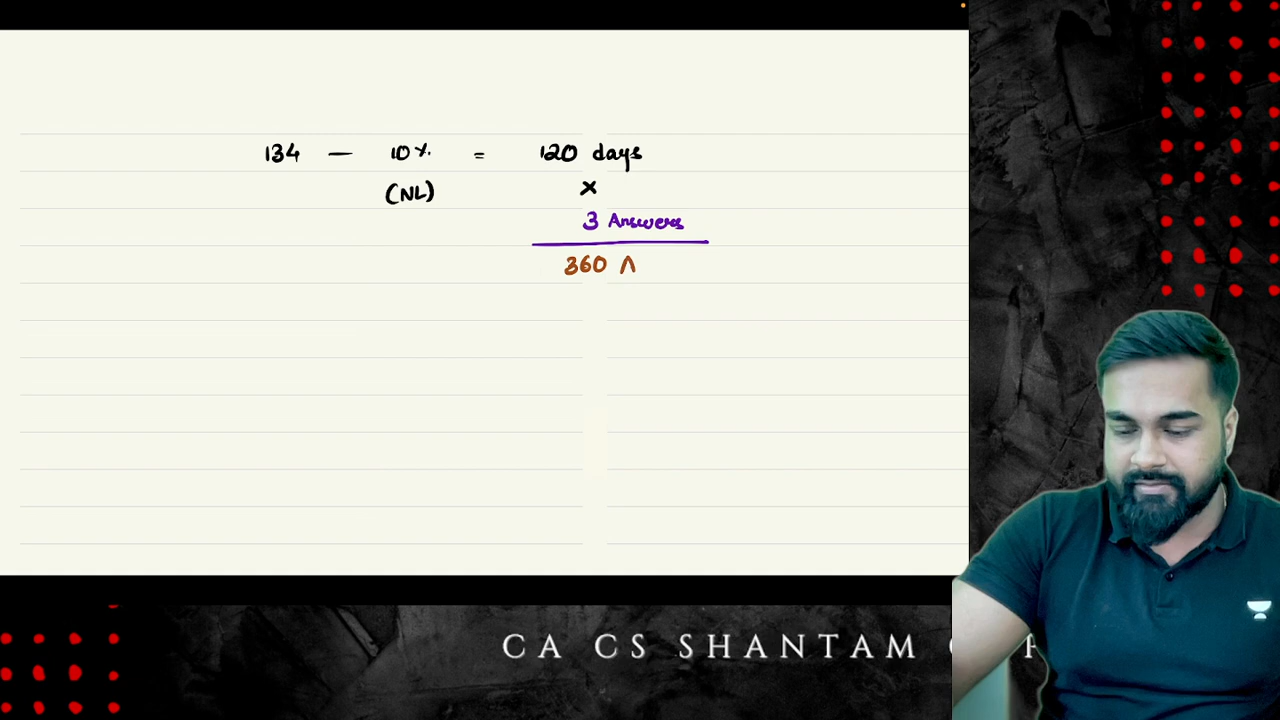 134 — 10% = 120 days
(NL) ×
3 Answers
360 A
CA CS SHANTAM